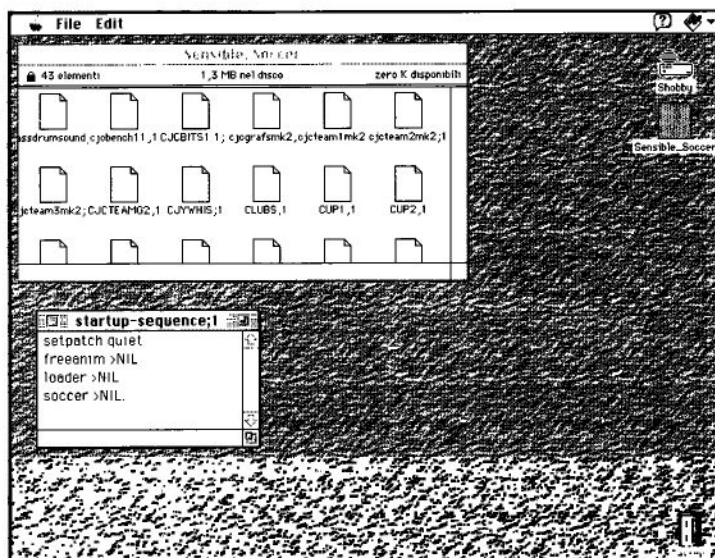 File Edit
Sensible_Soccer
43 elementi 1,3 MB nel disco zero K disponibili
assdrumsound cjobench11,1 CJCBITS1 1; cjografsmk2, cjcteam1mk2 cjcteam2mk2;1
cjcteam3mk2; CJCTEAMG2,1 CJYWHIS;1 CLUBS,1 CUP1,1 CUP2,1
Shobby
Sensible_Soccer
startup-sequence;1
setpatch quiet
freeanim >NIL
loader >NIL
soccer >NIL.